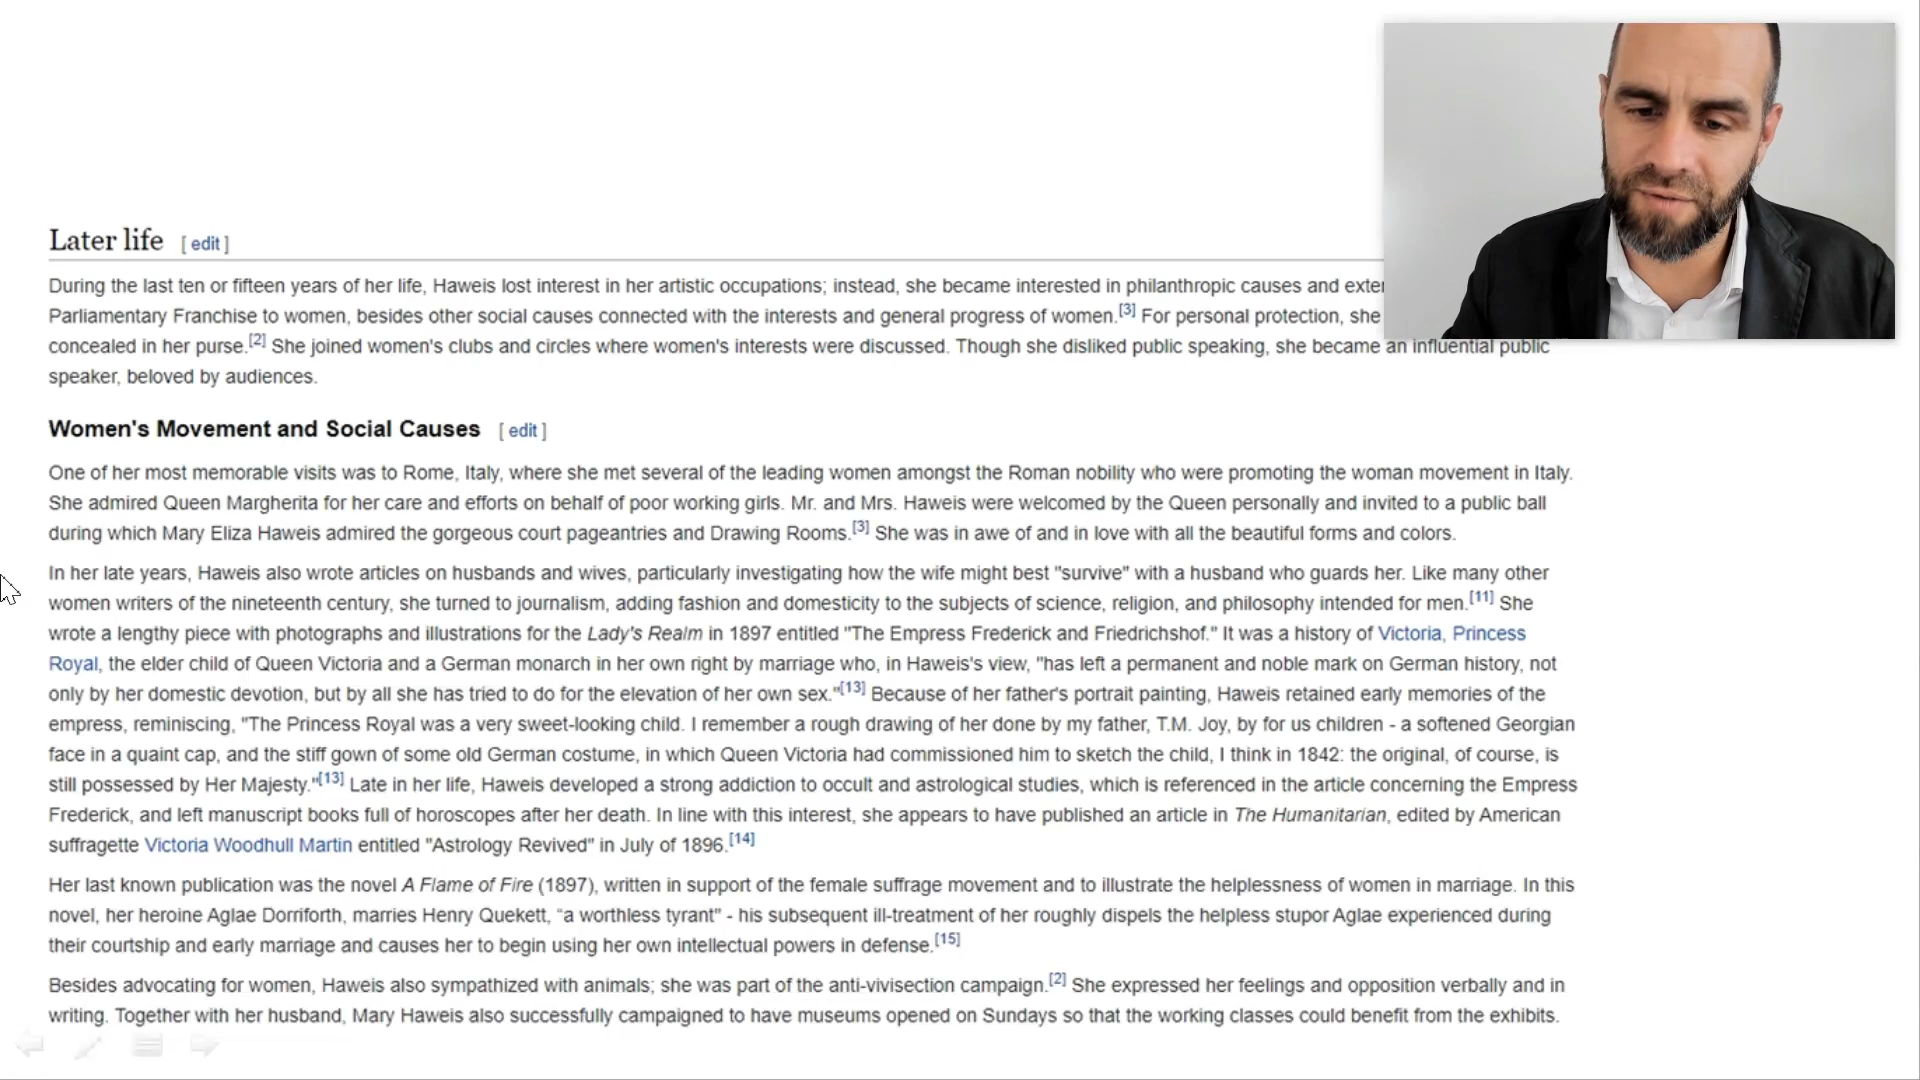 Later life [ edit ]
During the last ten or fifteen years of her life, Haweis lost interest in her artistic occupations; instead, she became interested in philanthropic causes and exter
Parliamentary Franchise to women, besides other social causes connected with the interests and general progress of women.[3] For personal protection, she
concealed in her purse.[2] She joined women's clubs and circles where women's interests were discussed. Though she disliked public speaking, she became an influential public
speaker, beloved by audiences.
Women's Movement and Social Causes [ edit ]
One of her most memorable visits was to Rome, Italy, where she met several of the leading women amongst the Roman nobility who were promoting the woman movement in Italy.
She admired Queen Margherita for her care and efforts on behalf of poor working girls. Mr. and Mrs. Haweis were welcomed by the Queen personally and invited to a public ball
during which Mary Eliza Haweis admired the gorgeous court pageantries and Drawing Rooms.[3] She was in awe of and in love with all the beautiful forms and colors.
In her late years, Haweis also wrote articles on husbands and wives, particularly investigating how the wife might best "survive" with a husband who guards her. Like many other
women writers of the nineteenth century, she turned to journalism, adding fashion and domesticity to the subjects of science, religion, and philosophy intended for men.[11] She
wrote a lengthy piece with photographs and illustrations for the Lady's Realm in 1897 entitled "The Empress Frederick and Friedrichshof." It was a history of Victoria, Princess
Royal, the elder child of Queen Victoria and a German monarch in her own right by marriage who, in Haweis's view, "has left a permanent and noble mark on German history, not
only by her domestic devotion, but by all she has tried to do for the elevation of her own sex."[13] Because of her father's portrait painting, Haweis retained early memories of the
empress, reminiscing, "The Princess Royal was a very sweet-looking child. I remember a rough drawing of her done by my father, T.M. Joy, by for us children - a softened Georgian
face in a quaint cap, and the stiff gown of some old German costume, in which Queen Victoria had commissioned him to sketch the child, I think in 1842: the original, of course, is
still possessed by Her Majesty."[13] Late in her life, Haweis developed a strong addiction to occult and astrological studies, which is referenced in the article concerning the Empress
Frederick, and left manuscript books full of horoscopes after her death. In line with this interest, she appears to have published an article in The Humanitarian, edited by American
suffragette Victoria Woodhull Martin entitled "Astrology Revived" in July of 1896.[14]
Her last known publication was the novel A Flame of Fire (1897), written in support of the female suffrage movement and to illustrate the helplessness of women in marriage. In this
novel, her heroine Aglae Dorriforth, marries Henry Quekett, “a worthless tyrant" - his subsequent ill-treatment of her roughly dispels the helpless stupor Aglae experienced during
their courtship and early marriage and causes her to begin using her own intellectual powers in defense.[15]
Besides advocating for women, Haweis also sympathized with animals; she was part of the anti-vivisection campaign.[2] She expressed her feelings and opposition verbally and in
writing. Together with her husband, Mary Haweis also successfully campaigned to have museums opened on Sundays so that the working classes could benefit from the exhibits.